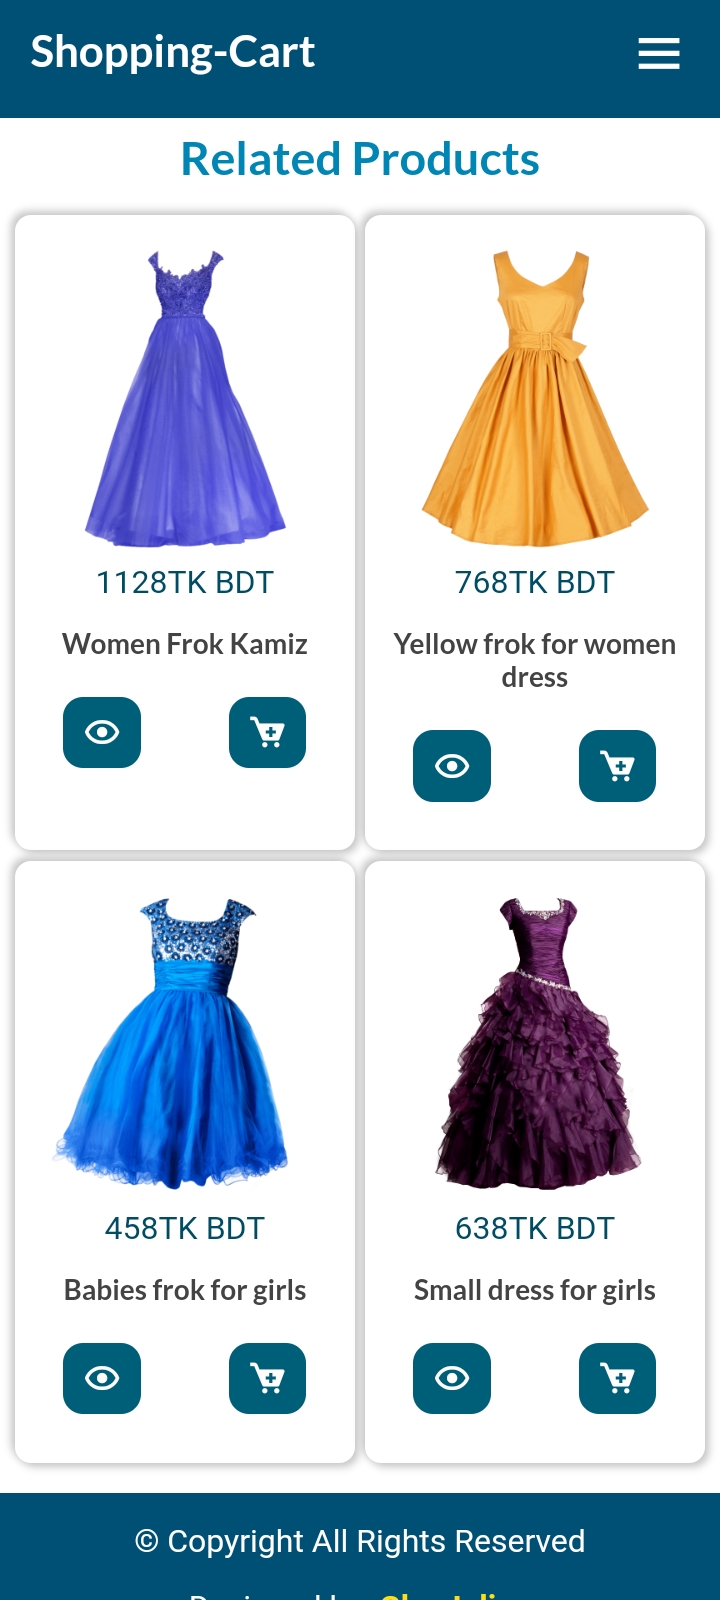 Shopping-Cart
Related Products
1128TK BDT
Women Frok Kamiz
768TK BDT
Yellow frok for women
dress
458TK BDT
Babies frok for girls
638TK BDT
Small dress for girls
© Copyright All Rights Reserved